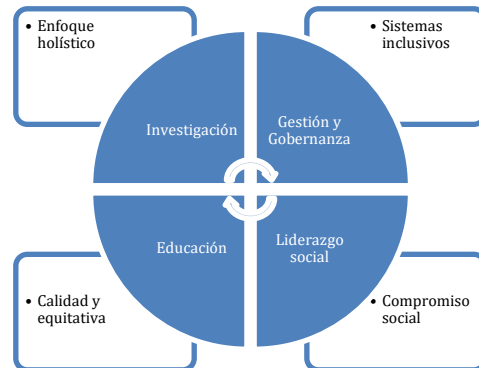 • Enfoque
holístico
• Sistemas
inclusivos
Investigación
Gestión y
Gobernanza
Educación
Liderazgo
social
• Calidad y
equitativa
• Compromiso
social